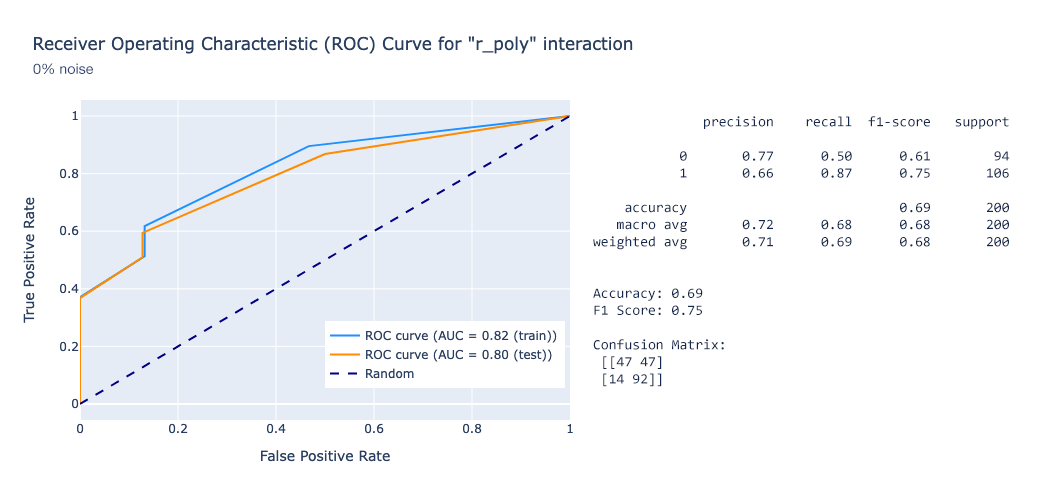 Receiver Operating Characteristic (ROC) Curve for "r_poly" interaction
0% noise
True Positive Rate
1
0.8
0.6
0.4
0.2
0
0 0.2 0.4 0.6 0.8 1
False Positive Rate
ROC curve (AUC = 0.82 (train))
ROC curve (AUC = 0.80 (test))
Random
precision recall f1-score support
0 0.77 0.50 0.61 94
1 0.66 0.87 0.75 106
accuracy 0.69 200
macro avg 0.72 0.68 0.68 200
weighted avg 0.71 0.69 0.68 200
Accuracy: 0.69
F1 Score: 0.75
Confusion Matrix:
[[47 47]
[14 92]]